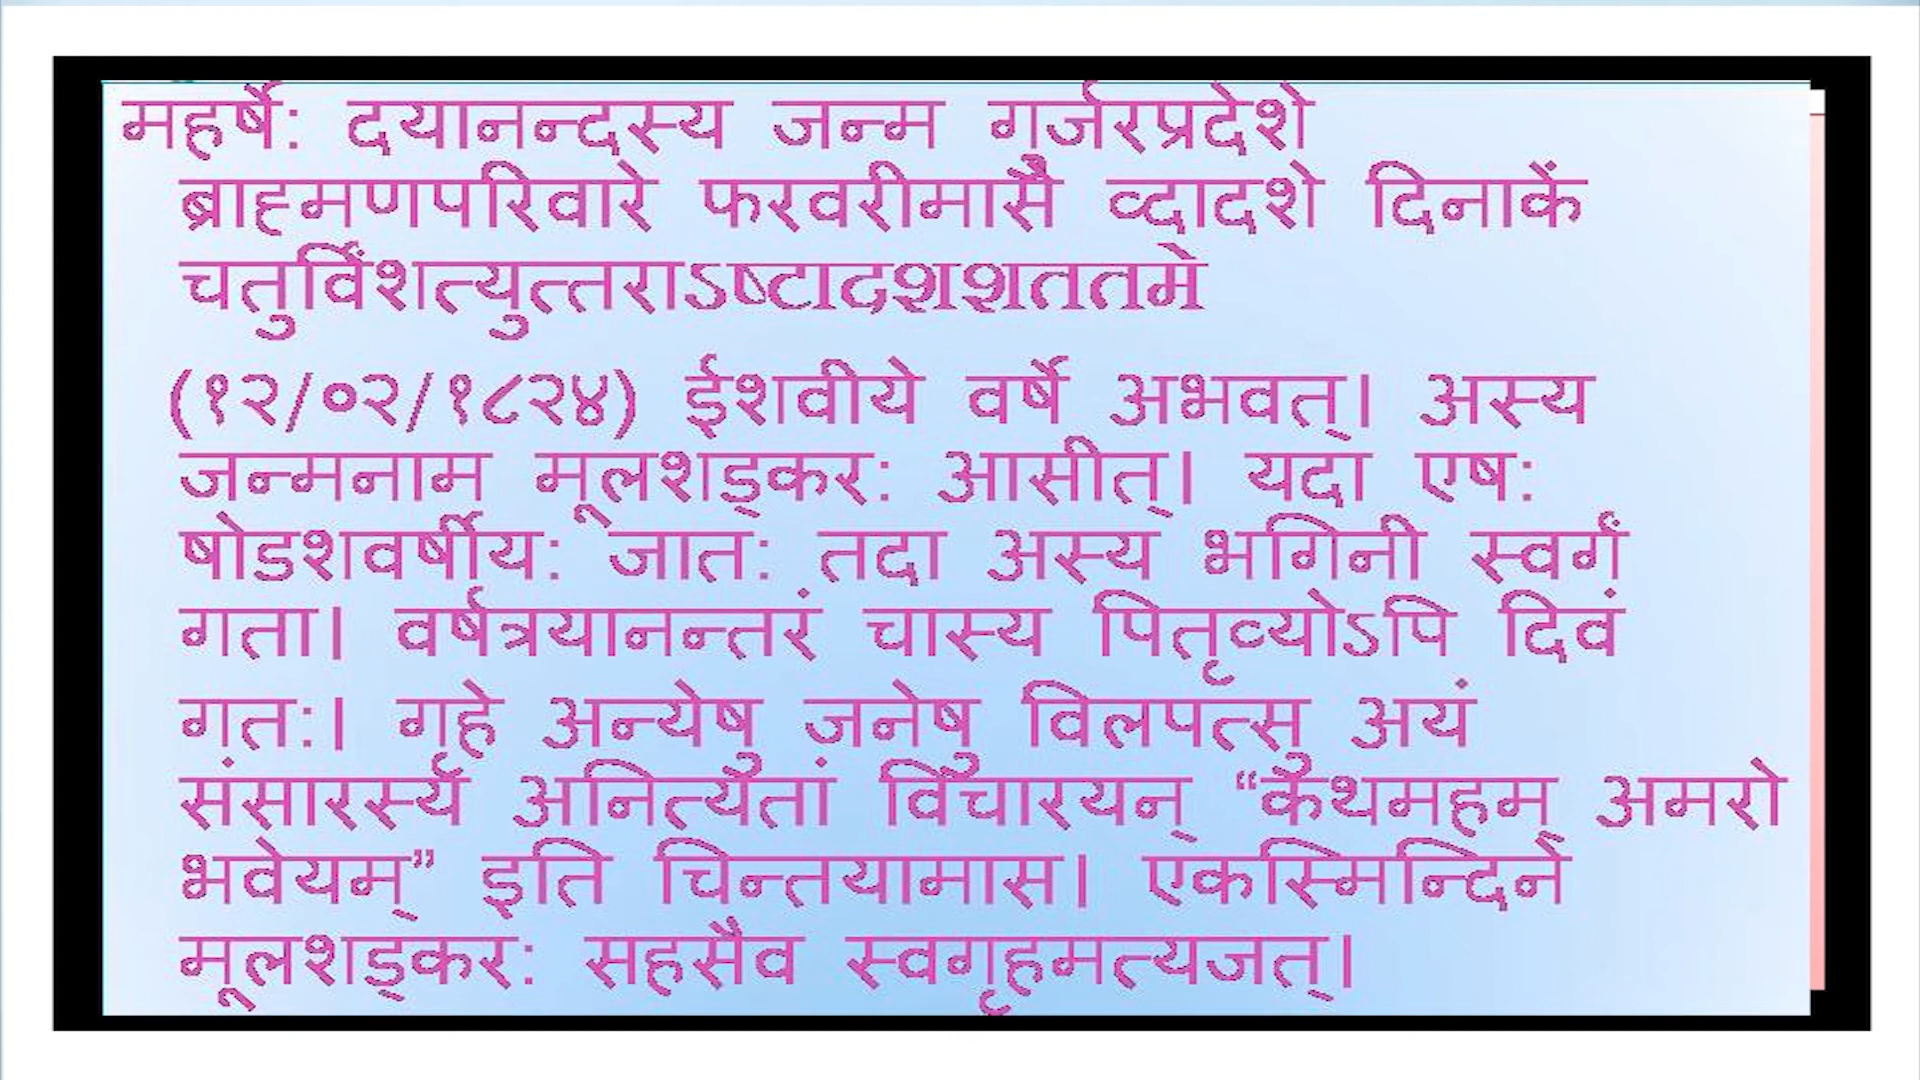 महर्षे: दयानन्दस्य जन्म गुर्जरप्रदेशे
ब्राह्मणपरिवारे फरवरीमासे व्दादशे दिनाकें
चतुर्विंशत्युत्तराऽष्टादशशततमे
(१२/०२/१८२४) ईशवीये वर्षे अभवत्। अस्य
जन्मनाम मूलशड्कर: आसीत्। यदा एष:
षोडशवर्षीय: जात: तदा अस्य भगिनी स्वर्गं
गता। वर्षत्रयानन्तरं चास्य पितृव्योऽपि दिवं
गत:। गृहे अन्येषु जनेषु विलपत्सु अयं
संसारस्य अनित्यतां विचारयन् “कथमहम् अमरो
भवेयम्” इति चिन्तयामास। एकस्मिन्दिने
मूलशड्कर: सहसैव स्वगृहमत्यजत्।